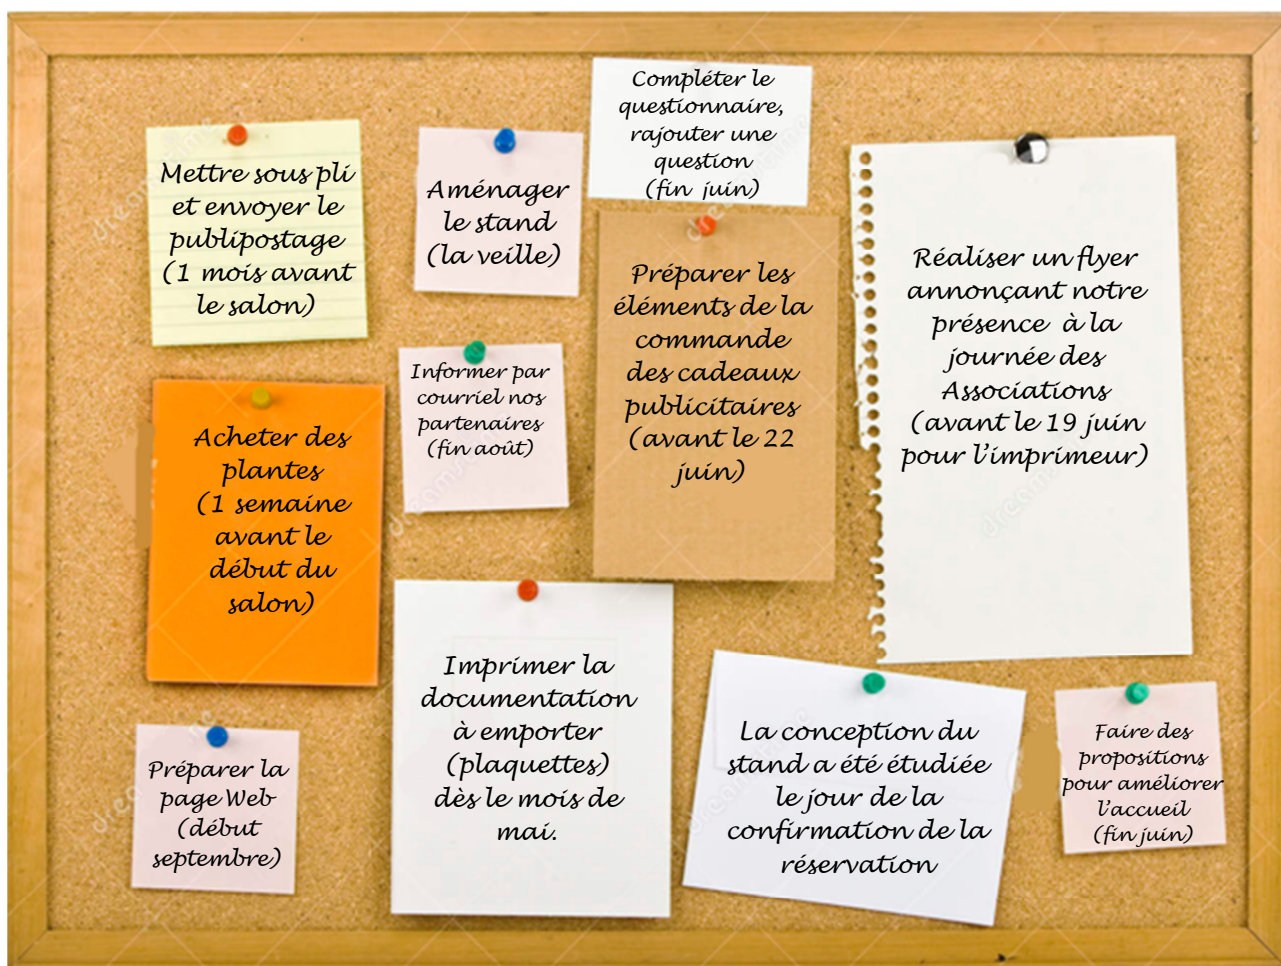 Mettre sous pli
et envoyer le
publipostage
(1 mois avant
le salon)
Aménager
le stand
(la veille)
Compléter le
questionnaire,
rajouter une
question
(fin juin)
Préparer les
éléments de la
commande
des cadeaux
publicitaires
(avant le 22
juin)
Réaliser un flyer
annonçant notre
présence à la
journée des
Associations
(avant le 19 juin
pour l'imprimeur)
Informer par
courriel nos
partenaires
(fin août)
Acheter des
plantes
(1 semaine
avant le
début du
salon)
Imprimer la
documentation
à emporter
(plaquettes)
dès le mois de
mai.
La conception du
stand a été étudiée
le jour de la
confirmation de la
réservation
Faire des
propositions
pour améliorer
l'accueil
(fin juin)
Préparer la
page Web
(début
septembre)